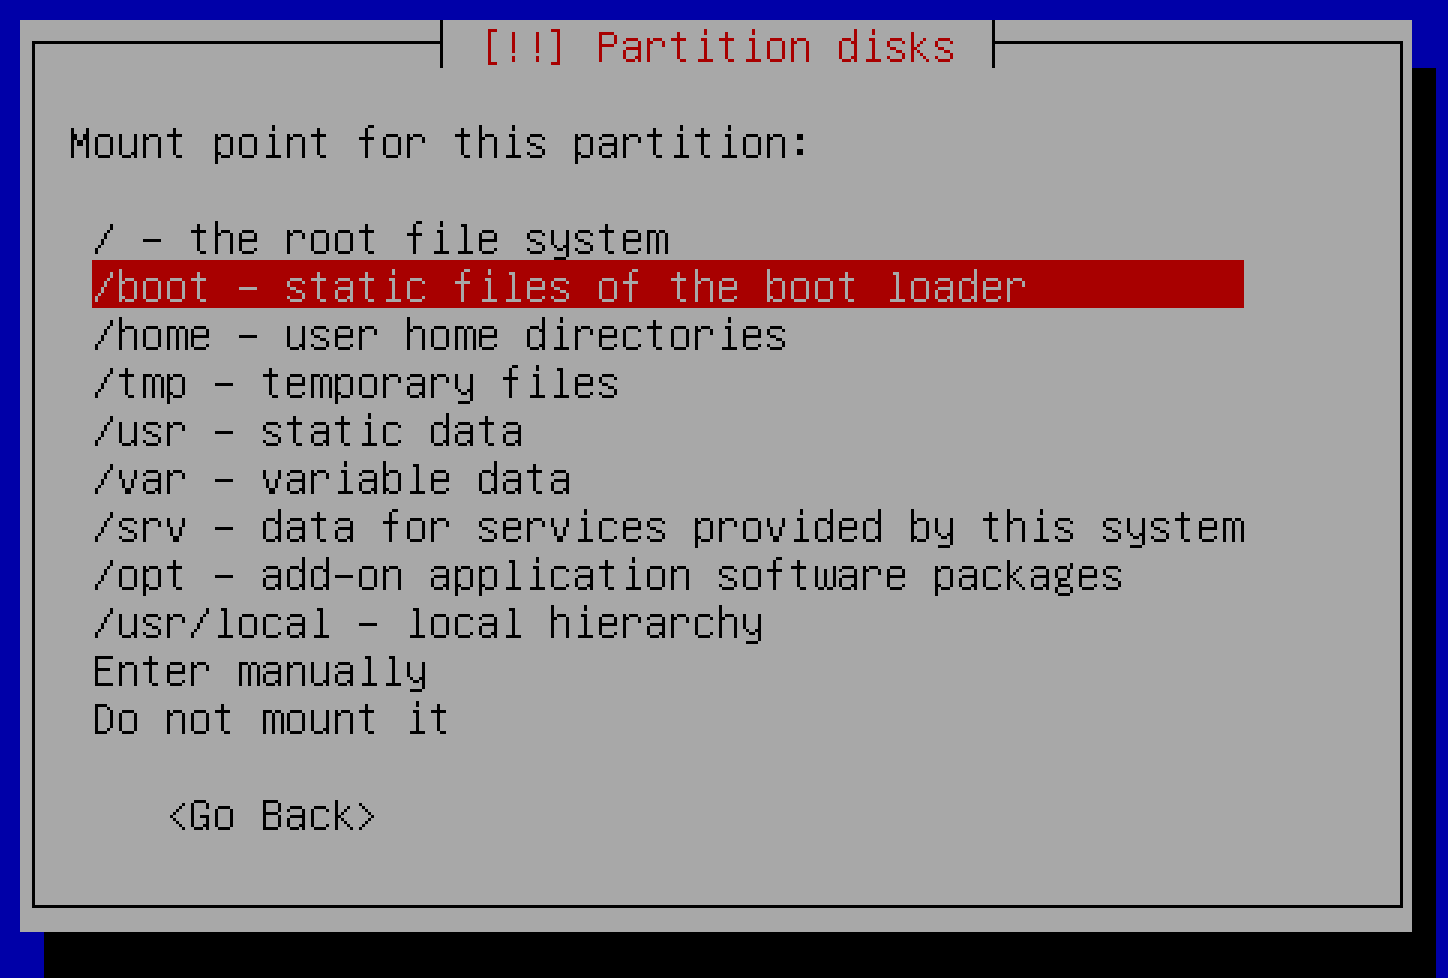 [!!] Partition disks
Mount point for this partition:
/ - the root file system
/boot - static files of the boot loader
/home - user home directories
/tmp - temporary files
/usr - static data
/var - variable data
/srv - data for services provided by this system
/opt - add-on application software packages
/usr/local - local hierarchy
Enter manually
Do not mount it
<Go Back>